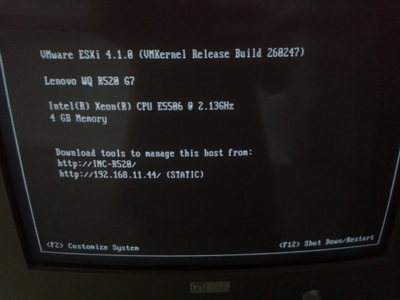 VMware ESXi 4.1.0 (VMKernel Release Build 260247)
Lenovo WQ R520 G7
Intel(R) Xeon(R) CPU E5506 @ 2.13GHz
4 GB Memory
Download tools to manage this host from:
http://INC-R520/
http://192.168.11.44/ (STATIC)
<F2> Customize System
<F12> Shut Down/Restart